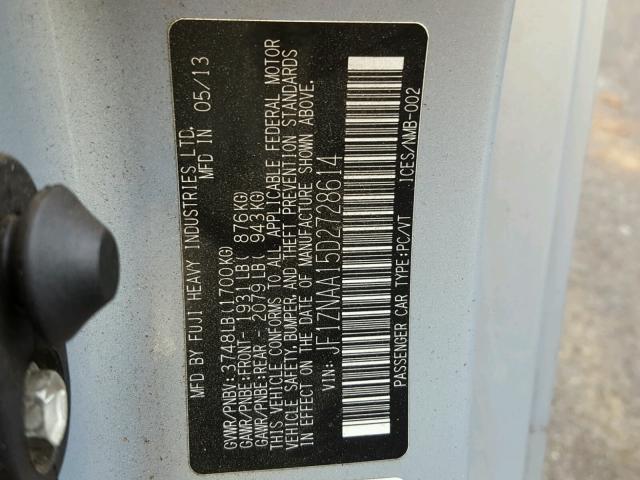 MFD BY FUJI HEAVY INDUSTRIES LTD.
MFD IN 05/13
GVWR/PNBV: 3748LB(1700KG)
GAWR/PNBE:FRONT- 1931LB( 876KG)
GAWR/PNBE:REAR - 2079LB( 943KG)
THIS VEHICLE CONFORMS TO ALL APPLICABLE FEDERAL MOTOR
VEHICLE SAFETY, BUMPER, AND THEFT PREVENTION STANDARDS
IN EFFECT ON THE DATE OF MANUFACTURE SHOWN ABOVE.
VIN: JF1ZNAA15D2728614
PASSENGER CAR TYPE:PC/VT ICES/NMB-002